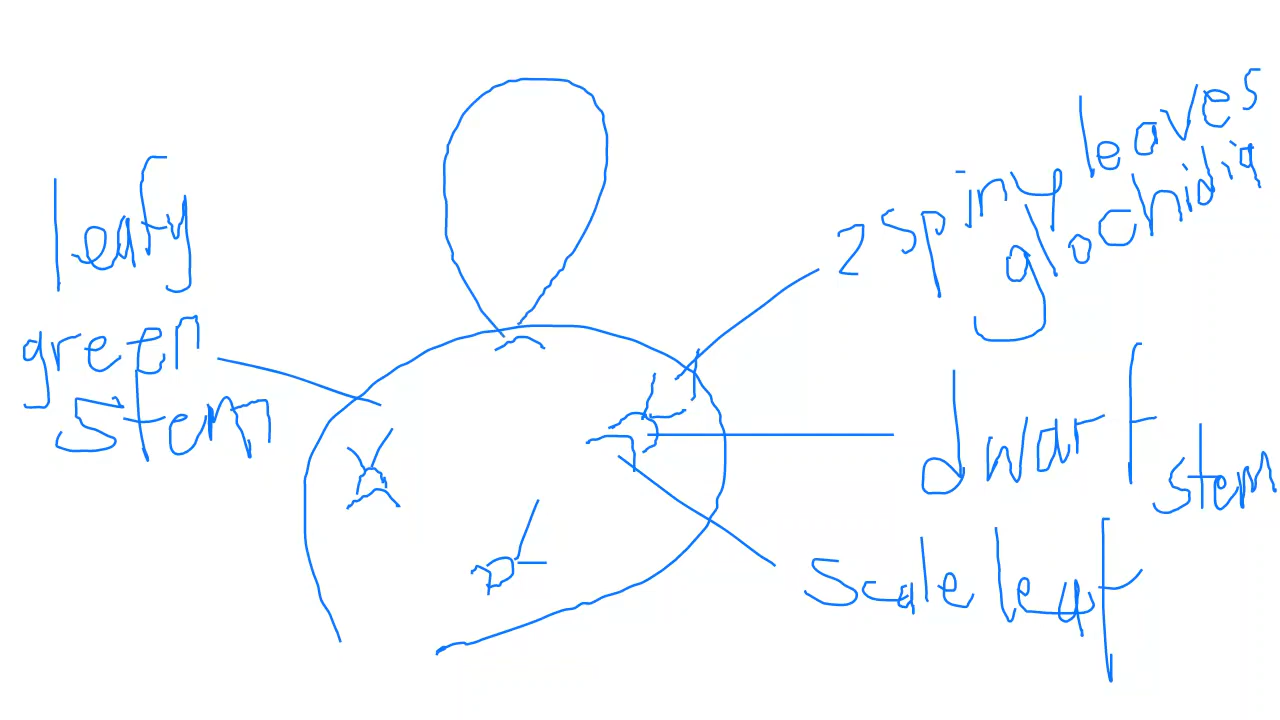 leafy
green
stem
2 spiny leaves
glochidia
dwarf
stem
scale leaf